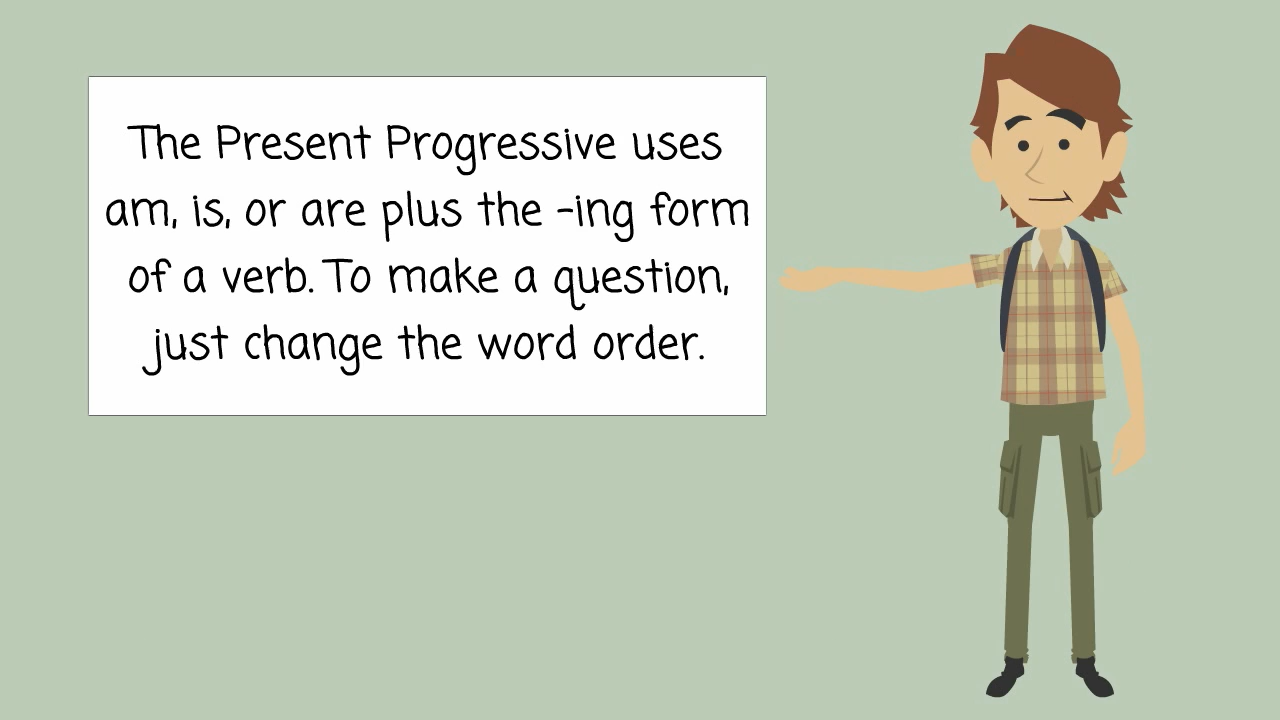 The Present Progressive uses
am, is, or are plus the -ing form
of a verb. To make a question,
just change the word order.